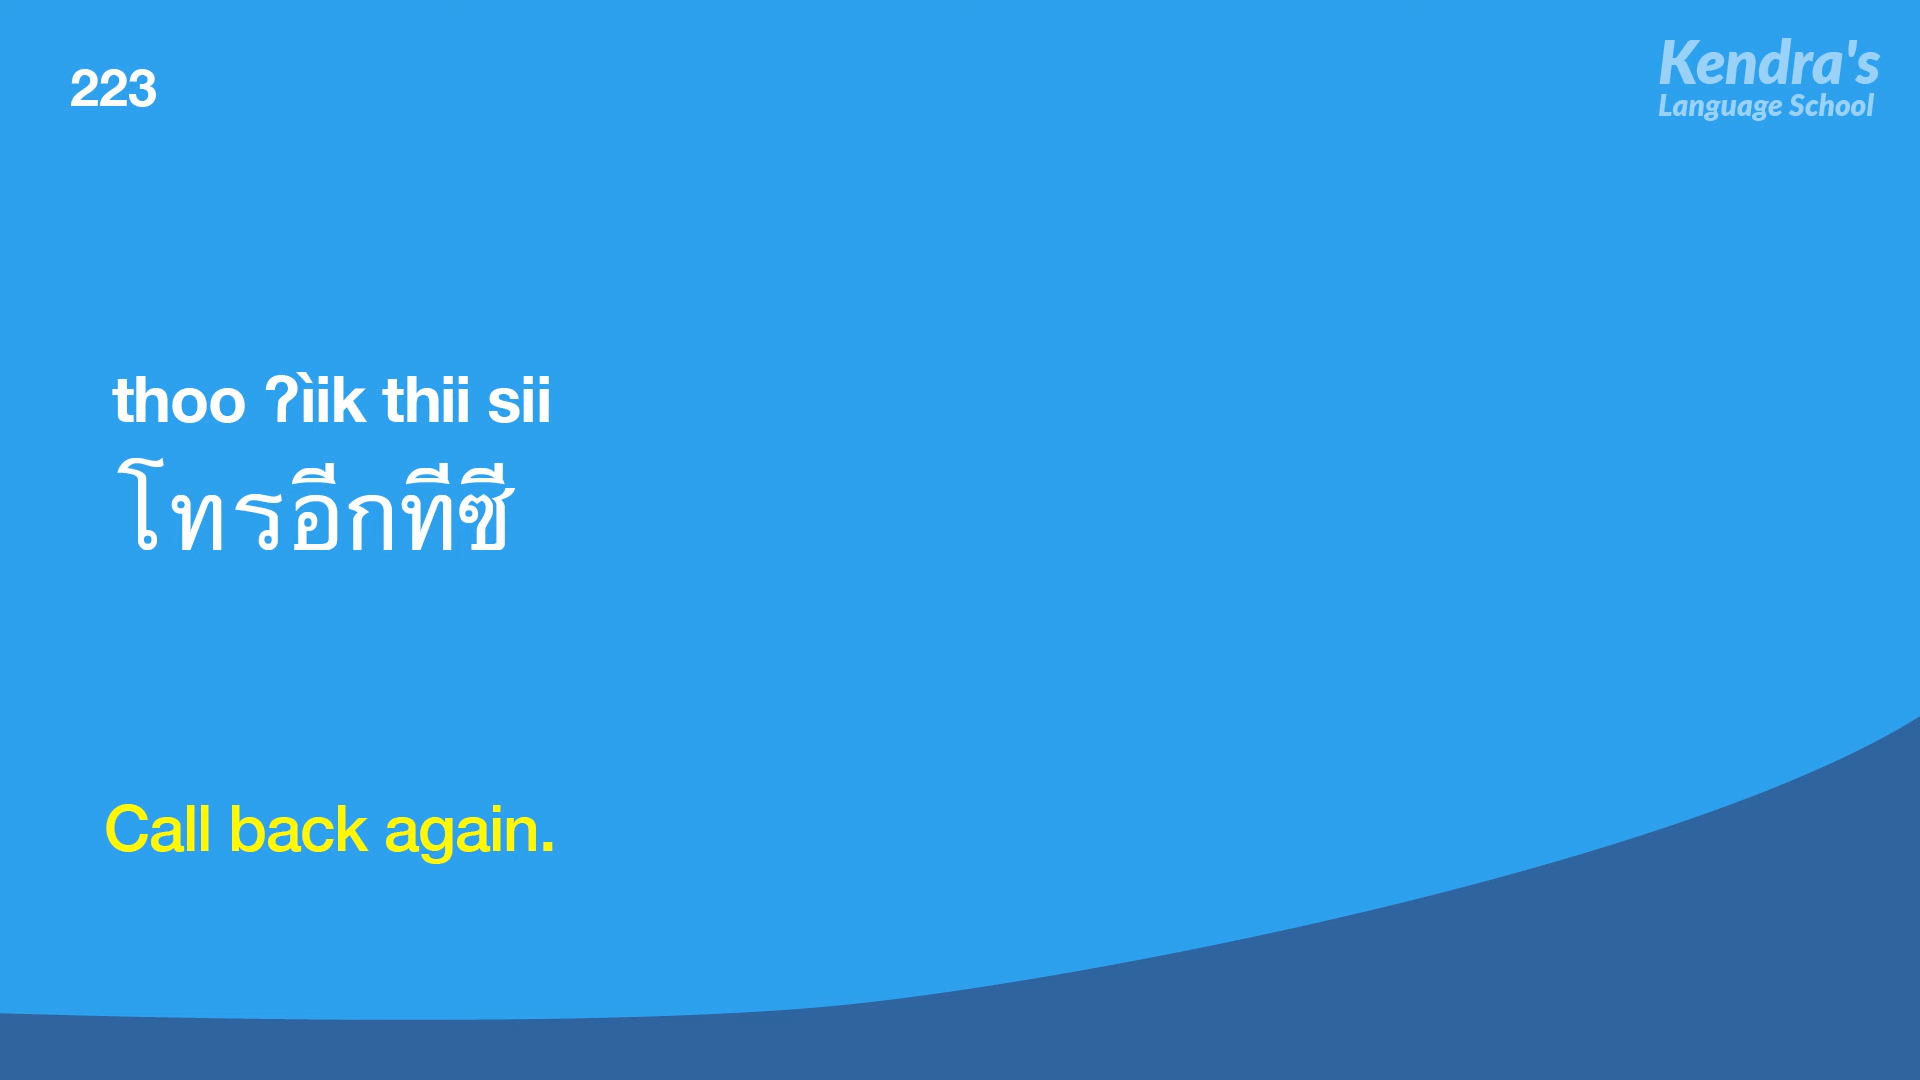 223
Kendra's
Language School
thoo ʔìik thii sii
โทรอีกทีซี
Call back again.